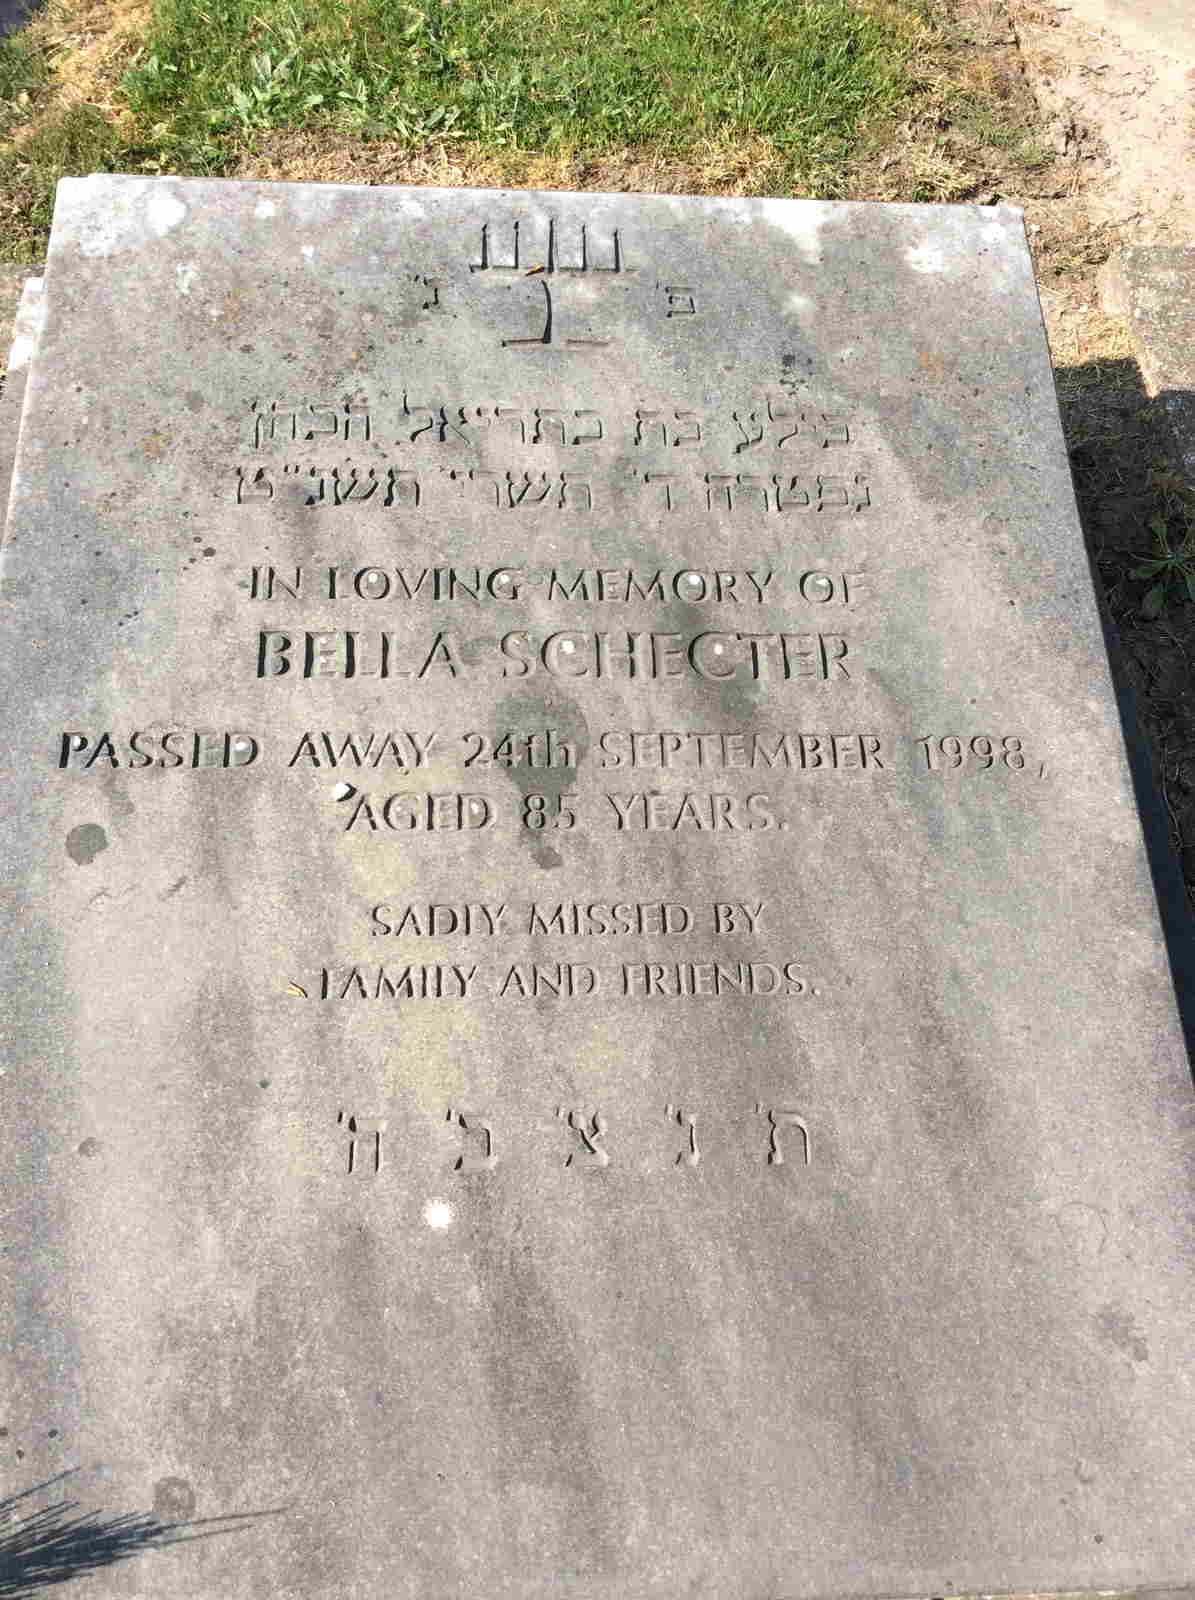 פ׳ נ׳
בילע בת כתריאל הכהן
נפטרה ד׳ תשרי תשנ״ט
IN LOVING MEMORY OF
BELLA SCHECTER
PASSED AWAY 24th SEPTEMBER 1998,
AGED 85 YEARS.
SADLY MISSED BY
FAMILY AND FRIENDS.
ת׳ נ׳ צ׳ ב׳ ה׳